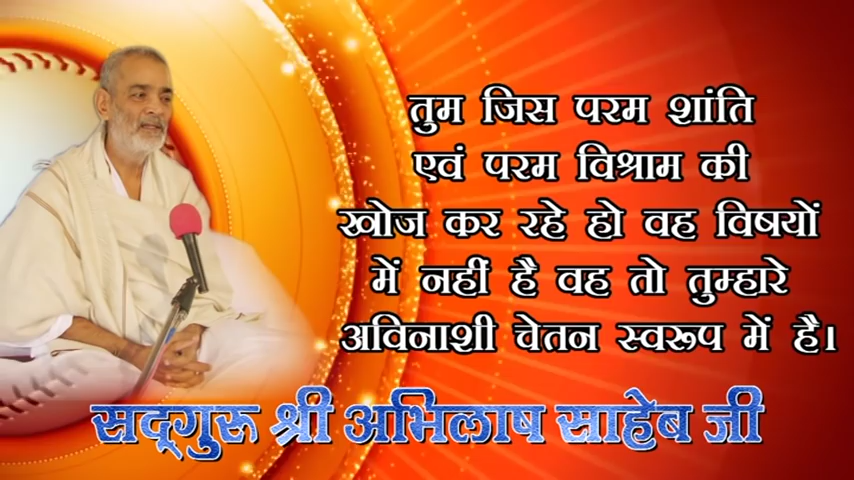 तुम जिस परम शांति
एवं परम विश्राम की
खोज कर रहे हो वह विषयों
में नहीं है वह तो तुम्हारे
अविनाशी चेतन स्वरूप में है।
सद्‌गुरु श्री अभिलाष साहेब जी